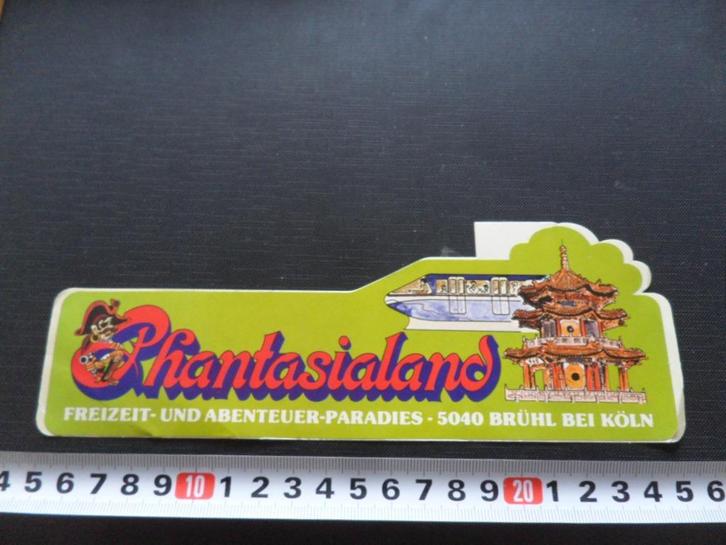 Phantasialand
FREIZEIT- UND ABENTEUER-PARADIES - 5040 BRÜHL BEI KÖLN
4 5 6 7 8 9 10 1 2 3 4 5 6 7 8 9 20 1 2 3 4 5 6